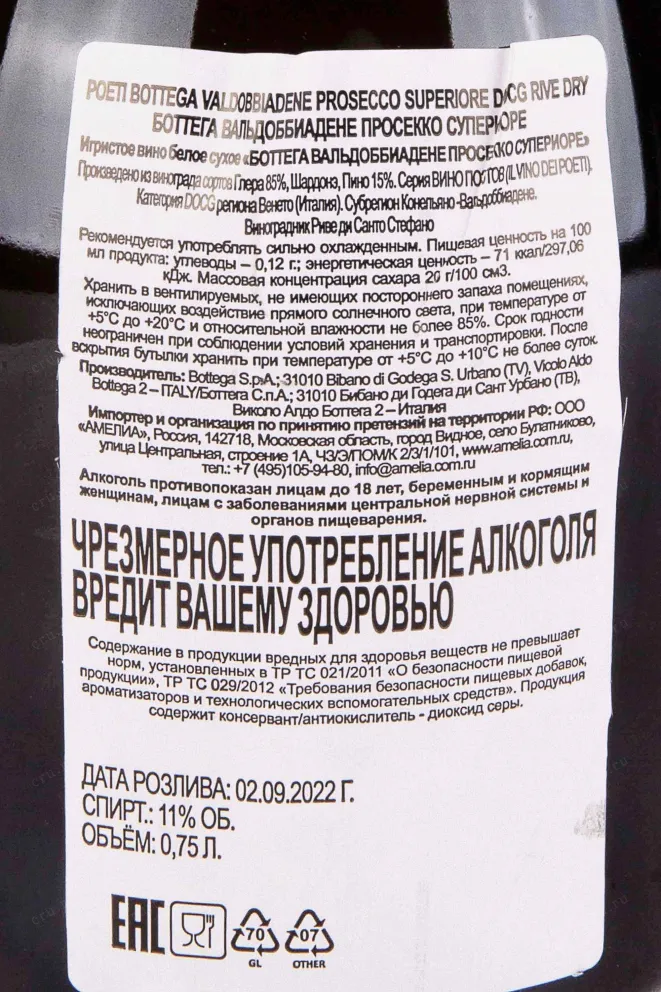 POETI BOTTEGA VALDOBBIADENE PROSECCO SUPERIORE DOCG RIVE DRY
БОТТЕГА ВАЛЬДОББИАДЕНЕ ПРОСЕККО СУПЕРИОРЕ
Игристое вино белое сухое «БОТТЕГА ВАЛЬДОББИАДЕНЕ ПРОСЕККО СУПЕРИОРЕ»
Произведено из винограда сортов Глера 85%, Шардонэ, Пино 15%. Серия ВИНО ПОЭТОВ (IL VINO DEI POETI).
Категория DOCG региона Венето (Италия). Субрегион Конельяно-Вальдоббиадене.
Виноградник Риве ди Санто Стефано
Рекомендуется употреблять сильно охлажденным. Пищевая ценность на 100
мл продукта: углеводы – 0,12 г.; энергетическая ценность – 71 ккал/297,06
кДж. Массовая концентрация сахара 20 г/100 см3.
Хранить в вентилируемых, не имеющих постороннего запаха помещениях,
исключающих воздействие прямого солнечного света, при температуре от
+5°С до +20°С и относительной влажности не более 85%. Срок годности
неограничен при соблюдении условий хранения и транспортировки. После
вскрытия бутылки хранить при температуре от +5°С до +10°С не более суток.
Производитель: Bottega S.p.A.; 31010 Bibano di Godega S. Urbano (TV), Vicolo Aldo
Bottega 2 – ITALY/Боттега С.п.А.; 31010 Бибано ди Годега ди Сант Урбано (ТВ),
Виколо Алдо Боттега 2 – Италия
Импортер и организация по принятию претензий на территории РФ: ООО
«АМЕЛИА», Россия, 142718, Московская область, город Видное, село Булатниково,
улица Центральная, строение 1А, ЧЗ/Э/ПОМ/К 2/3/1/101, www.amelia.com.ru,
тел.: +7 (495)105-94-80, info@amelia.com.ru
Алкоголь противопоказан лицам до 18 лет, беременным и кормящим
женщинам, лицам с заболеваниями центральной нервной системы и
органов пищеварения.
ЧРЕЗМЕРНОЕ УПОТРЕБЛЕНИЕ АЛКОГОЛЯ
ВРЕДИТ ВАШЕМУ ЗДОРОВЬЮ
Содержание в продукции вредных для здоровья веществ не превышает
норм, установленных в ТР ТС 021/2011 «О безопасности пищевой
продукции», ТР ТС 029/2012 «Требования безопасности пищевых добавок,
ароматизаторов и технологических вспомогательных средств». Продукция
содержит консервант/антиокислитель - диоксид серы.
ДАТА РОЗЛИВА: 02.09.2022 Г.
СПИРТ.: 11% ОБ.
ОБЪЁМ: 0,75 Л.
EAC 70 07
GL OTHER